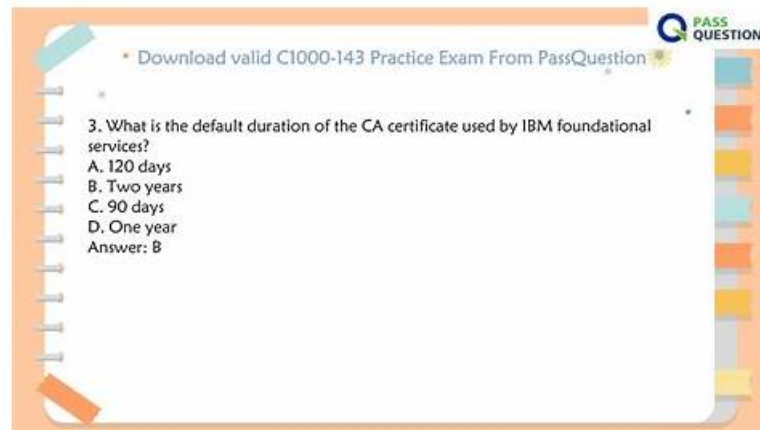 PASS
QUESTION
• Download valid C1000-143 Practice Exam From PassQuestion
3. What is the default duration of the CA certificate used by IBM foundational
services?
A. 120 days
B. Two years
C. 90 days
D. One year
Answer: B